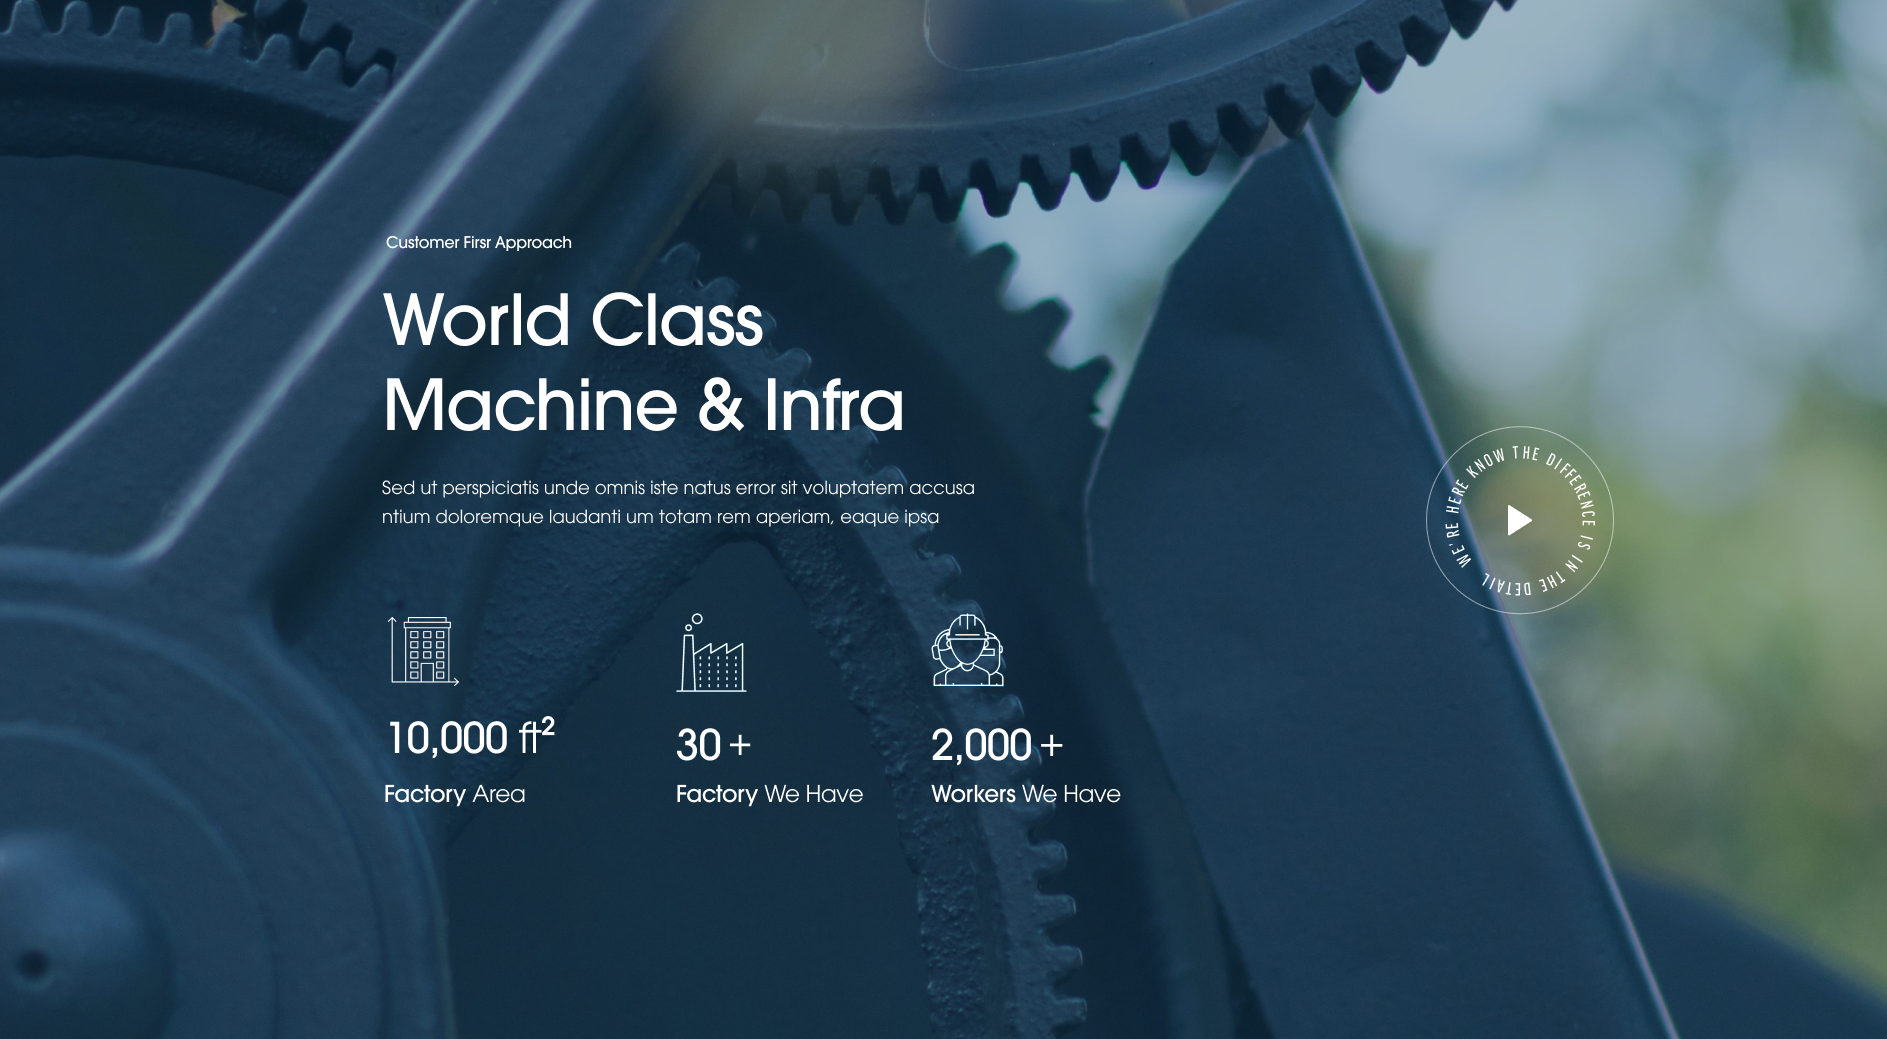 Customer Firsr Approach
World Class
Machine & Infra
Sed ut perspiciatis unde omnis iste natus error sit voluptatem accusa
ntium doloremque laudanti um totam rem aperiam, eaque ipsa
WE'RE HERE KNOW THE DIFFERENCE IS IN THE DETAIL
10,000 ft²
Factory Area
30 +
Factory We Have
2,000 +
Workers We Have